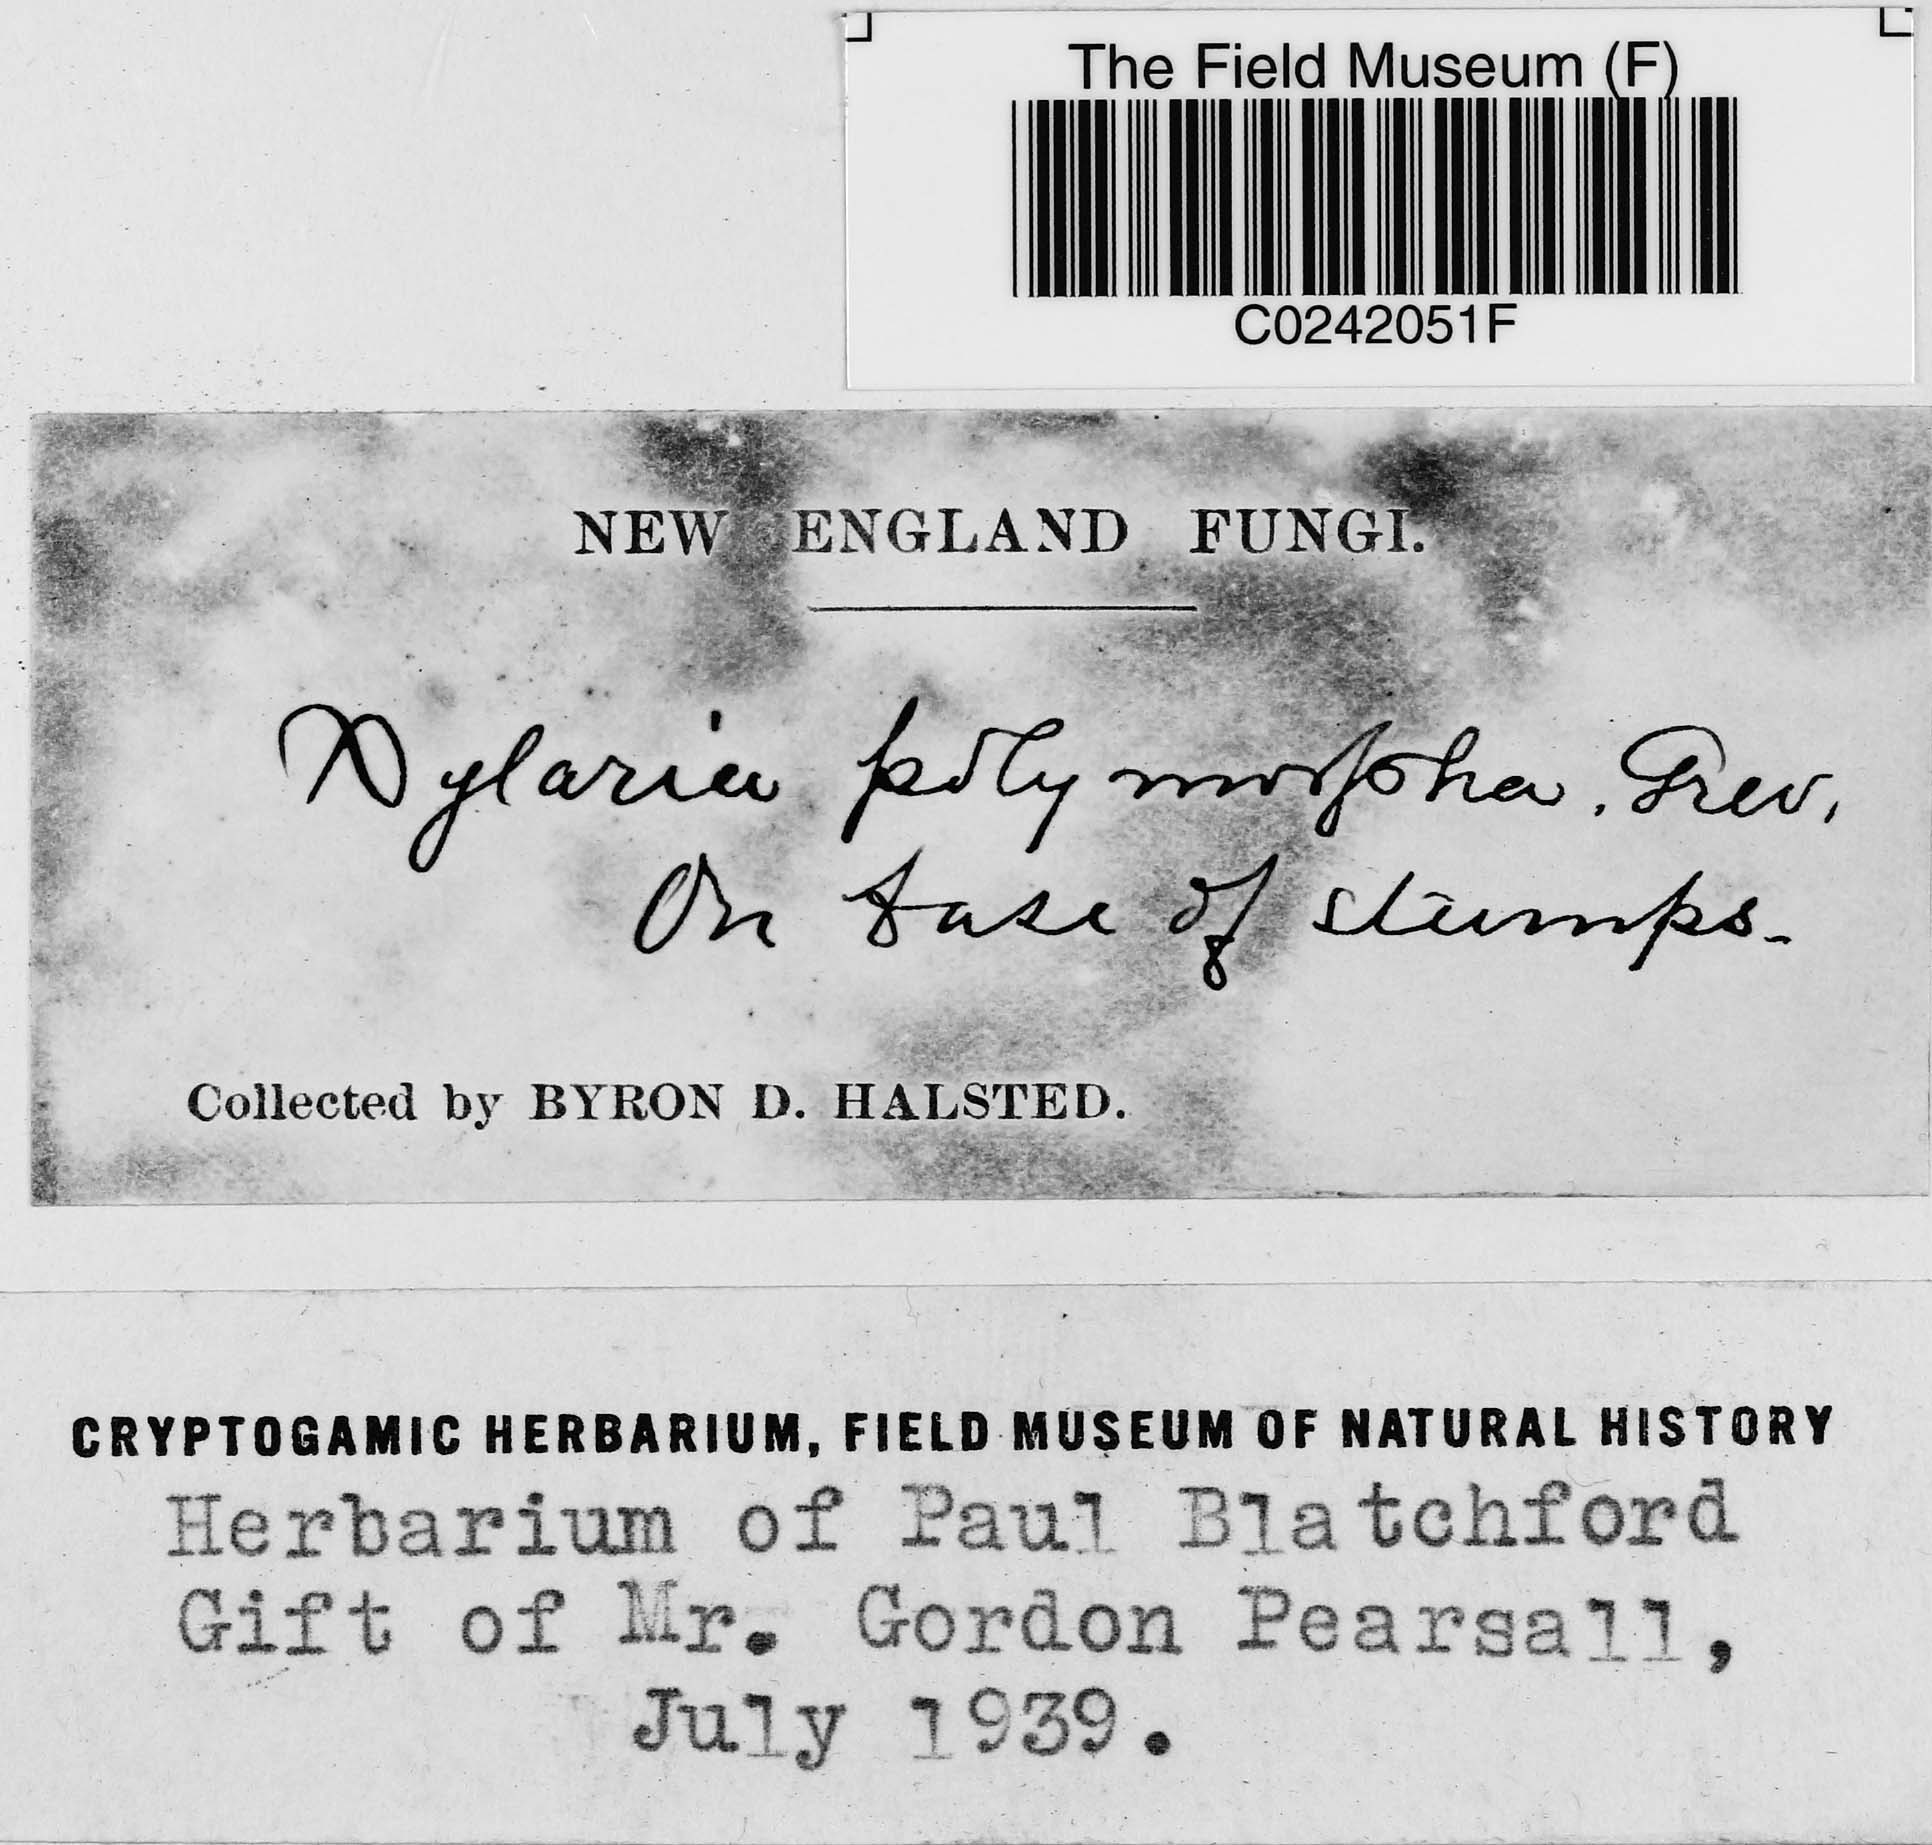 The Field Museum (F)
C0242051F
NEW ENGLAND FUNGI.
Xylaria polymorpha. Grev.
On base of stumps.
Collected by BYRON D. HALSTED.
CRYPTOGAMIC HERBARIUM, FIELD MUSEUM OF NATURAL HISTORY
Herbarium of Paul Blatchford
Gift of Mr. Gordon Pearsall,
July 1939.